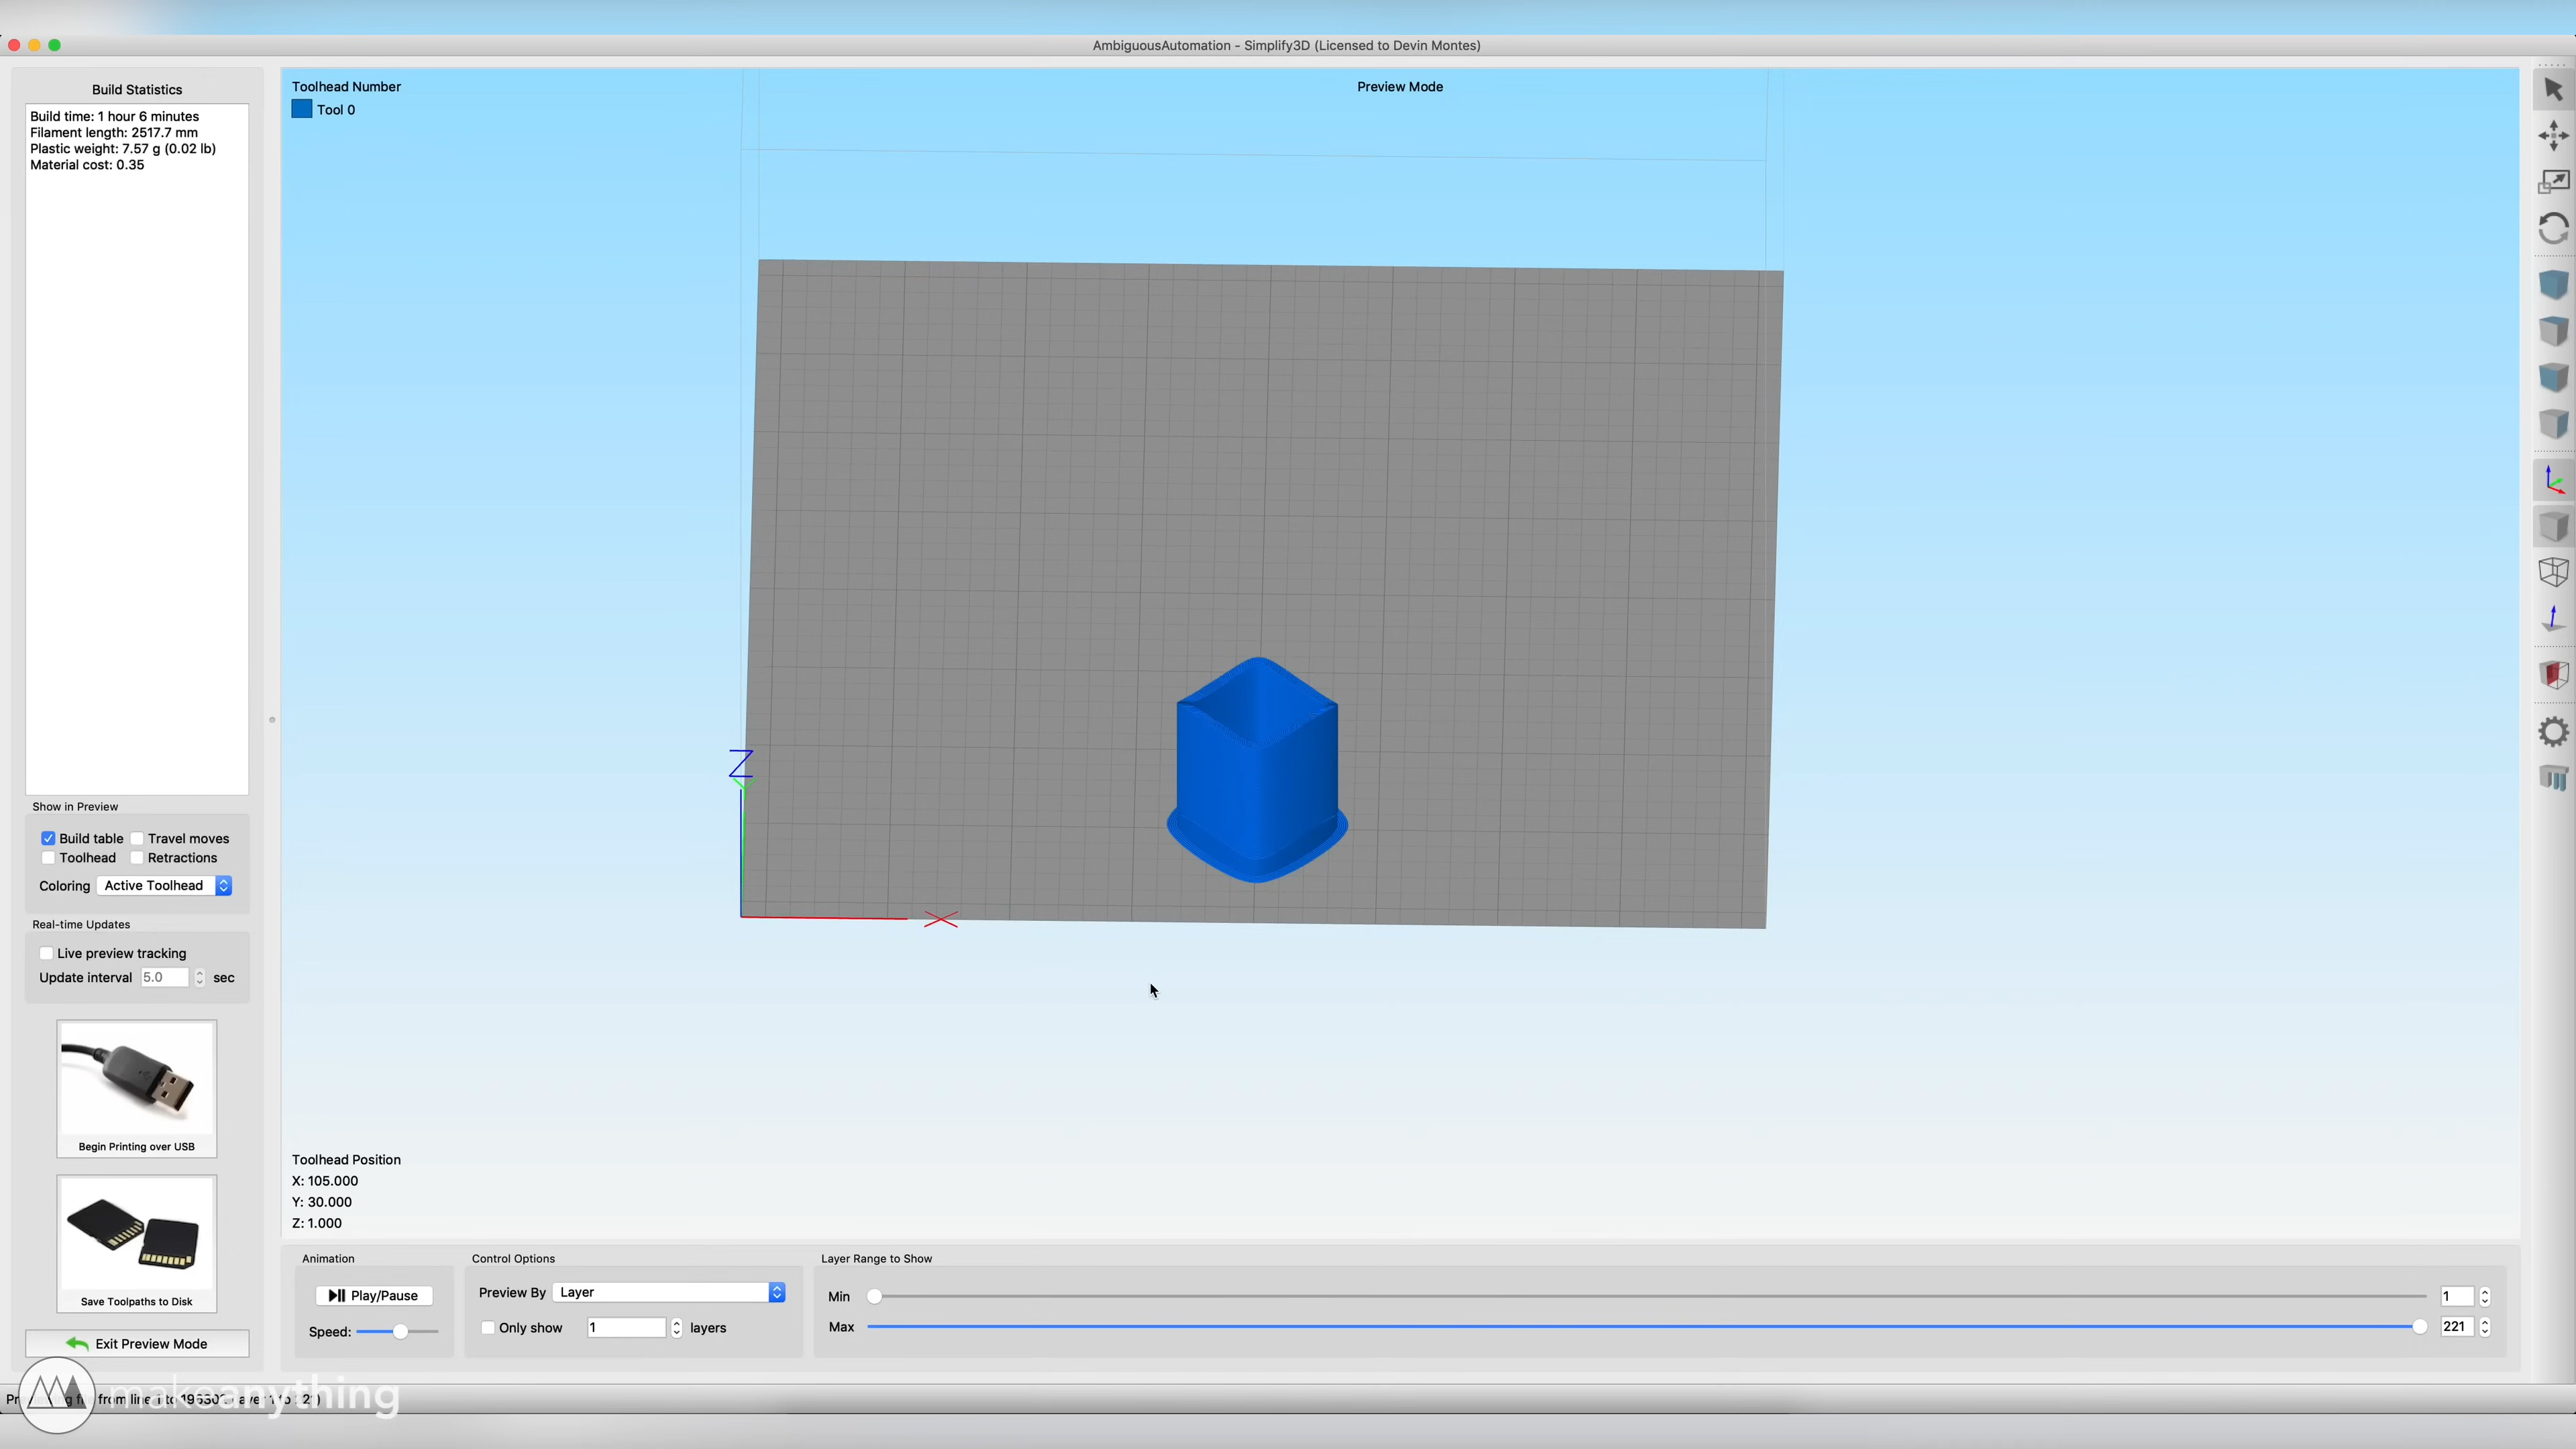 AmbiguousAutomation - Simplify3D (Licensed to Devin Montes)
Build Statistics
Build time: 1 hour 6 minutes
Filament length: 2517.7 mm
Plastic weight: 7.57 g (0.02 lb)
Material cost: 0.35
Show in Preview
Build table
Travel moves
Toolhead
Retractions
Coloring Active Toolhead
Real-time Updates
Live preview tracking
Update interval 5.0 sec
Begin Printing over USB
Save Toolpaths to Disk
Exit Preview Mode
Toolhead Number
Tool 0
Preview Mode
Z
X
Toolhead Position
X: 105.000
Y: 30.000
Z: 1.000
Animation
Play/Pause
Speed:
Control Options
Preview By Layer
Only show 1 layers
Layer Range to Show
Min 1
Max 221
from line
makeanything